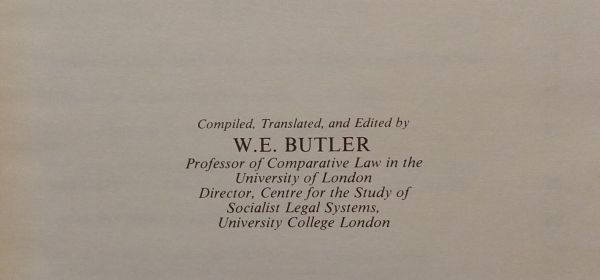 Compiled, Translated, and Edited by
W.E. BUTLER
Professor of Comparative Law in the
University of London
Director, Centre for the Study of
Socialist Legal Systems,
University College London